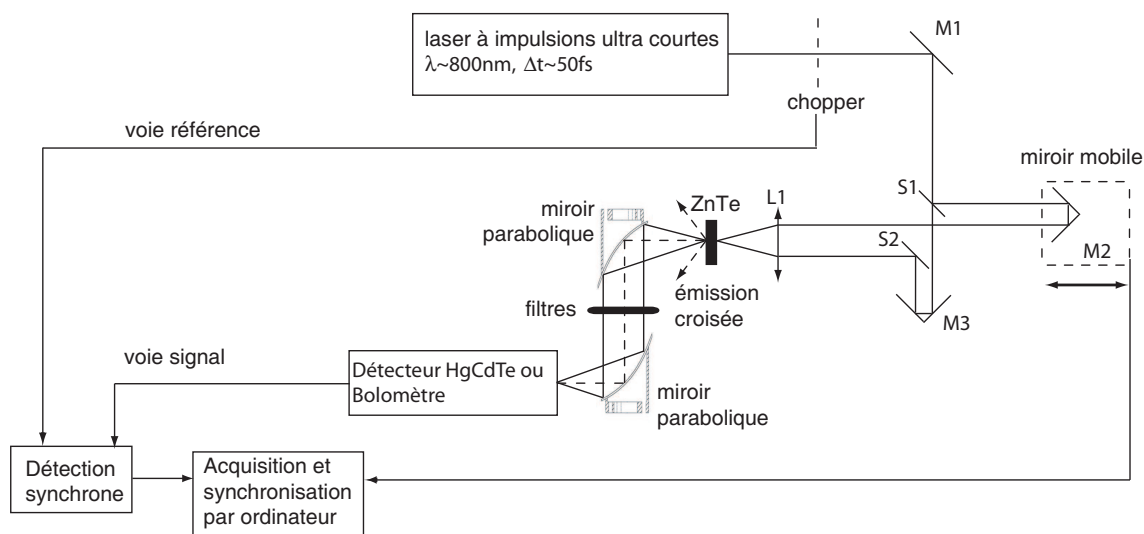 laser à impulsions ultra courtes
λ~800nm, Δt~50fs
M1
chopper
voie référence
miroir mobile
S1
ZnTe
L1
miroir
parabolique
S2
M2
filtres
émission
croisée
M3
voie signal
Détecteur HgCdTe ou
Bolomètre
miroir
parabolique
Détection
synchrone
Acquisition et
synchronisation
par ordinateur